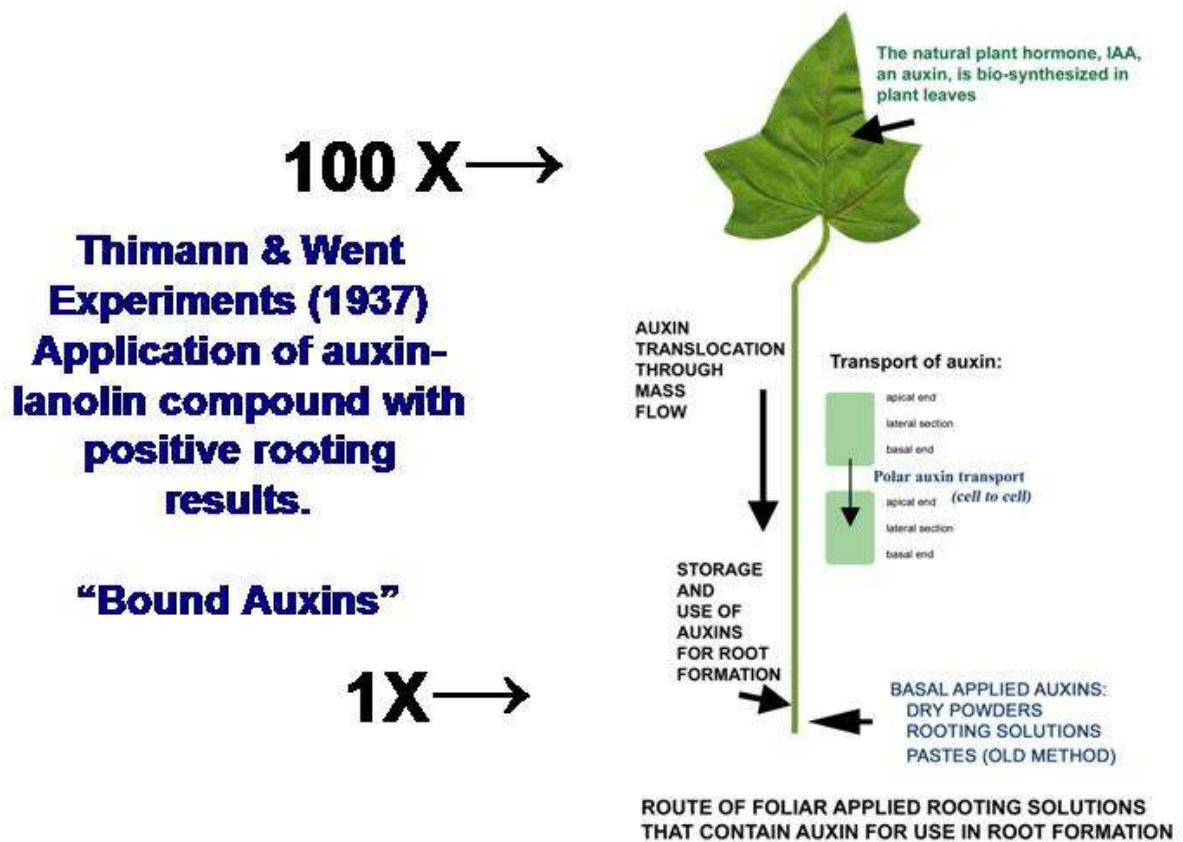 100 X→
Thimann & Went
Experiments (1937)
Application of auxin-
lanolin compound with
positive rooting
results.
“Bound Auxins”
1X→
The natural plant hormone, IAA,
an auxin, is bio-synthesized in
plant leaves
AUXIN
TRANSLOCATION
THROUGH
MASS
FLOW
Transport of auxin:
apical end
lateral section
basal end
Polar auxin transport
(cell to cell)
apical end
lateral section
basal end
STORAGE
AND
USE OF
AUXINS
FOR ROOT
FORMATION
BASAL APPLIED AUXINS:
DRY POWDERS
ROOTING SOLUTIONS
PASTES (OLD METHOD)
ROUTE OF FOLIAR APPLIED ROOTING SOLUTIONS
THAT CONTAIN AUXIN FOR USE IN ROOT FORMATION